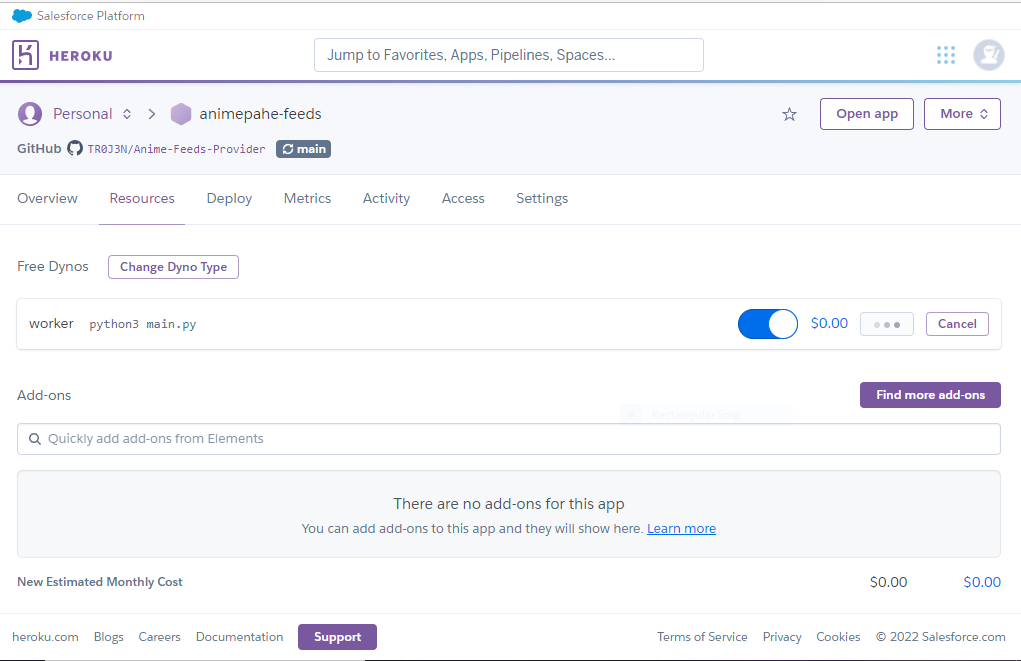 Salesforce Platform
HEROKU
Jump to Favorites, Apps, Pipelines, Spaces...
Personal
animepahe-feeds
Open app
More
GitHub TR0J3N/Anime-Feeds-Provider main
Overview Resources Deploy Metrics Activity Access Settings
Free Dynos Change Dyno Type
worker python3 main.py $0.00 Cancel
Add-ons Find more add-ons
Rectangular Snip
Quickly add add-ons from Elements
There are no add-ons for this app
You can add add-ons to this app and they will show here. Learn more
New Estimated Monthly Cost $0.00 $0.00
heroku.com Blogs Careers Documentation Support Terms of Service Privacy Cookies © 2022 Salesforce.com